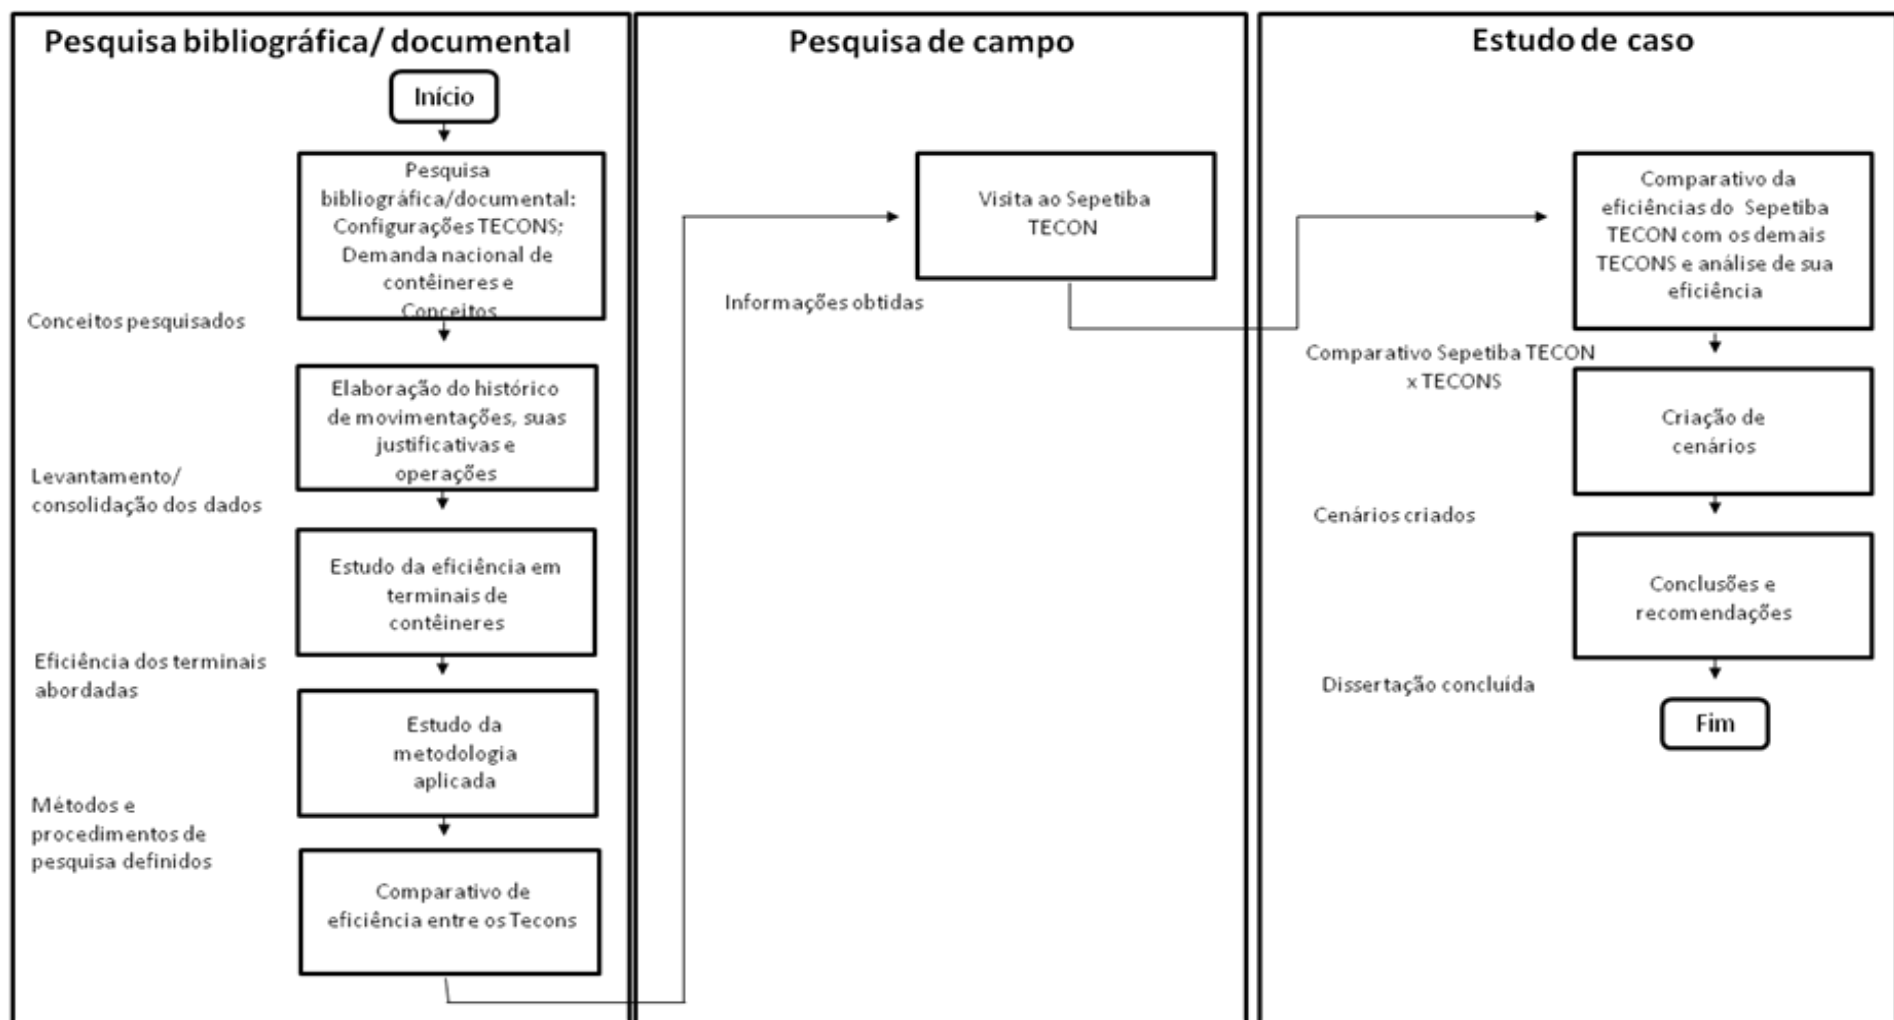 Pesquisa bibliográfica/ documental
Início
Pesquisa
bibliográfica/documental:
Configurações TECONS;
Demanda nacional de
contêineres e
Conceitos
Conceitos pesquisados
Elaboração do histórico
de movimentações, suas
justificativas e
operações
Levantamento/
consolidação dos dados
Estudo da eficiência em
terminais de
contêineres
Eficiência dos terminais
abordadas
Estudo da
metodologia
aplicada
Métodos e
procedimentos de
pesquisa definidos
Comparativo de
eficiência entre os Tecons
Pesquisa de campo
Visita ao Sepetiba
TECON
Informações obtidas
Estudo de caso
Comparativo da
eficiências do Sepetiba
TECON com os demais
TECONS e análise de sua
eficiência
Comparativo Sepetiba TECON
x TECONS
Criação de
cenários
Cenários criados
Conclusões e
recomendações
Dissertação concluída
Fim